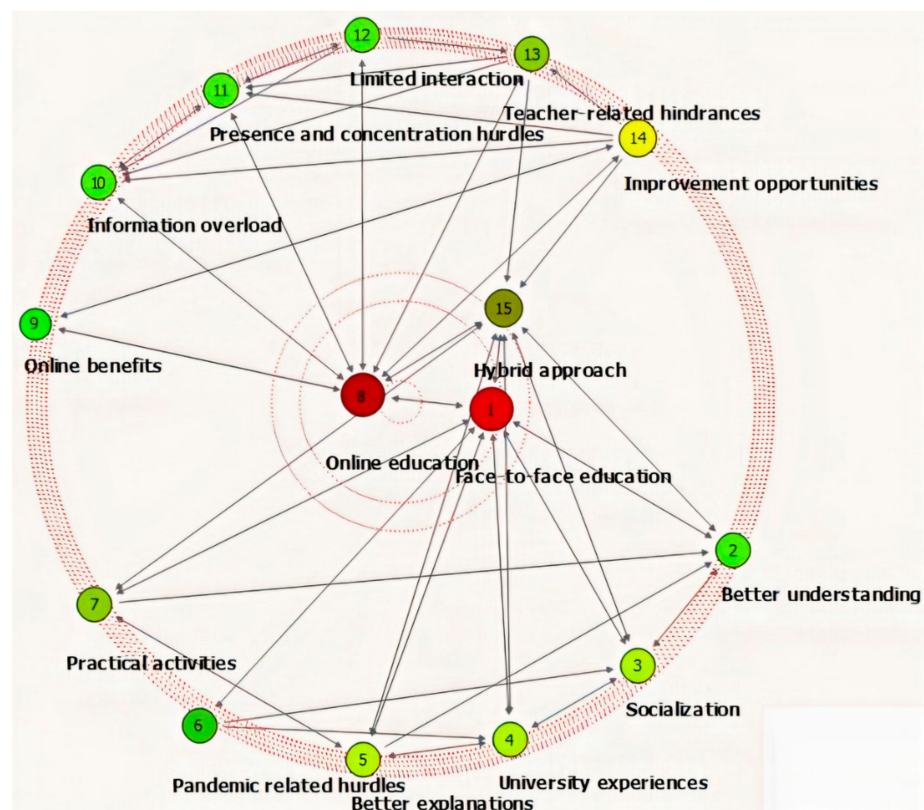 12
13
Limited interaction
11
Teacher-related hindrances
Presence and concentration hurdles
14
10
Improvement opportunities
Information overload
15
9
Online benefits
Hybrid approach
8
1
Online education
Face-to-face education
2
Better understanding
7
Practical activities
3
Socialization
6
4
5
Pandemic related hurdles
University experiences
Better explanations